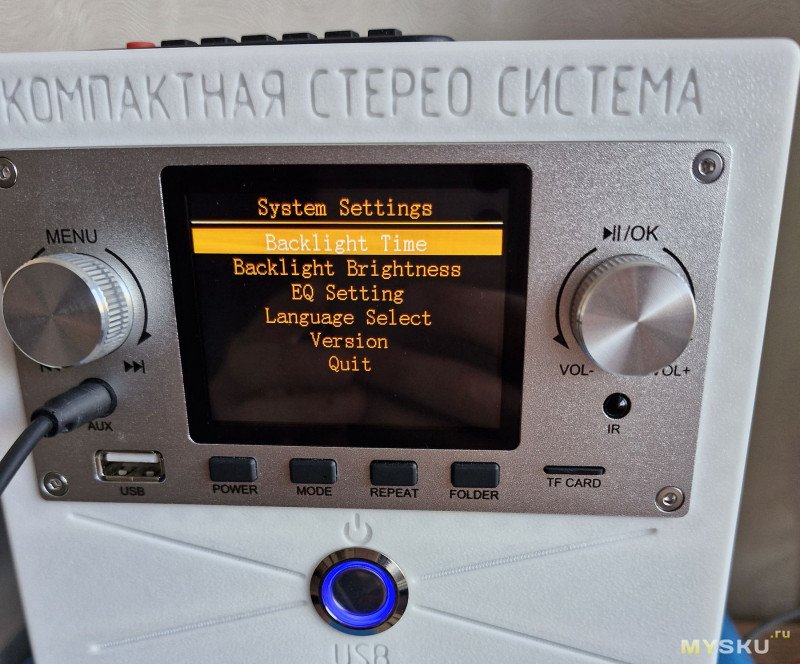 КОМПАКТНАЯ СТЕРЕО СИСТЕМА
MENU
System Settings
Backlight Time
Backlight Brightness
EQ Setting
Language Select
Version
Quit
/OK
VOL-
VOL+
AUX
IR
USB
POWER
MODE
REPEAT
FOLDER
TF CARD
USB
MYSKU.ru